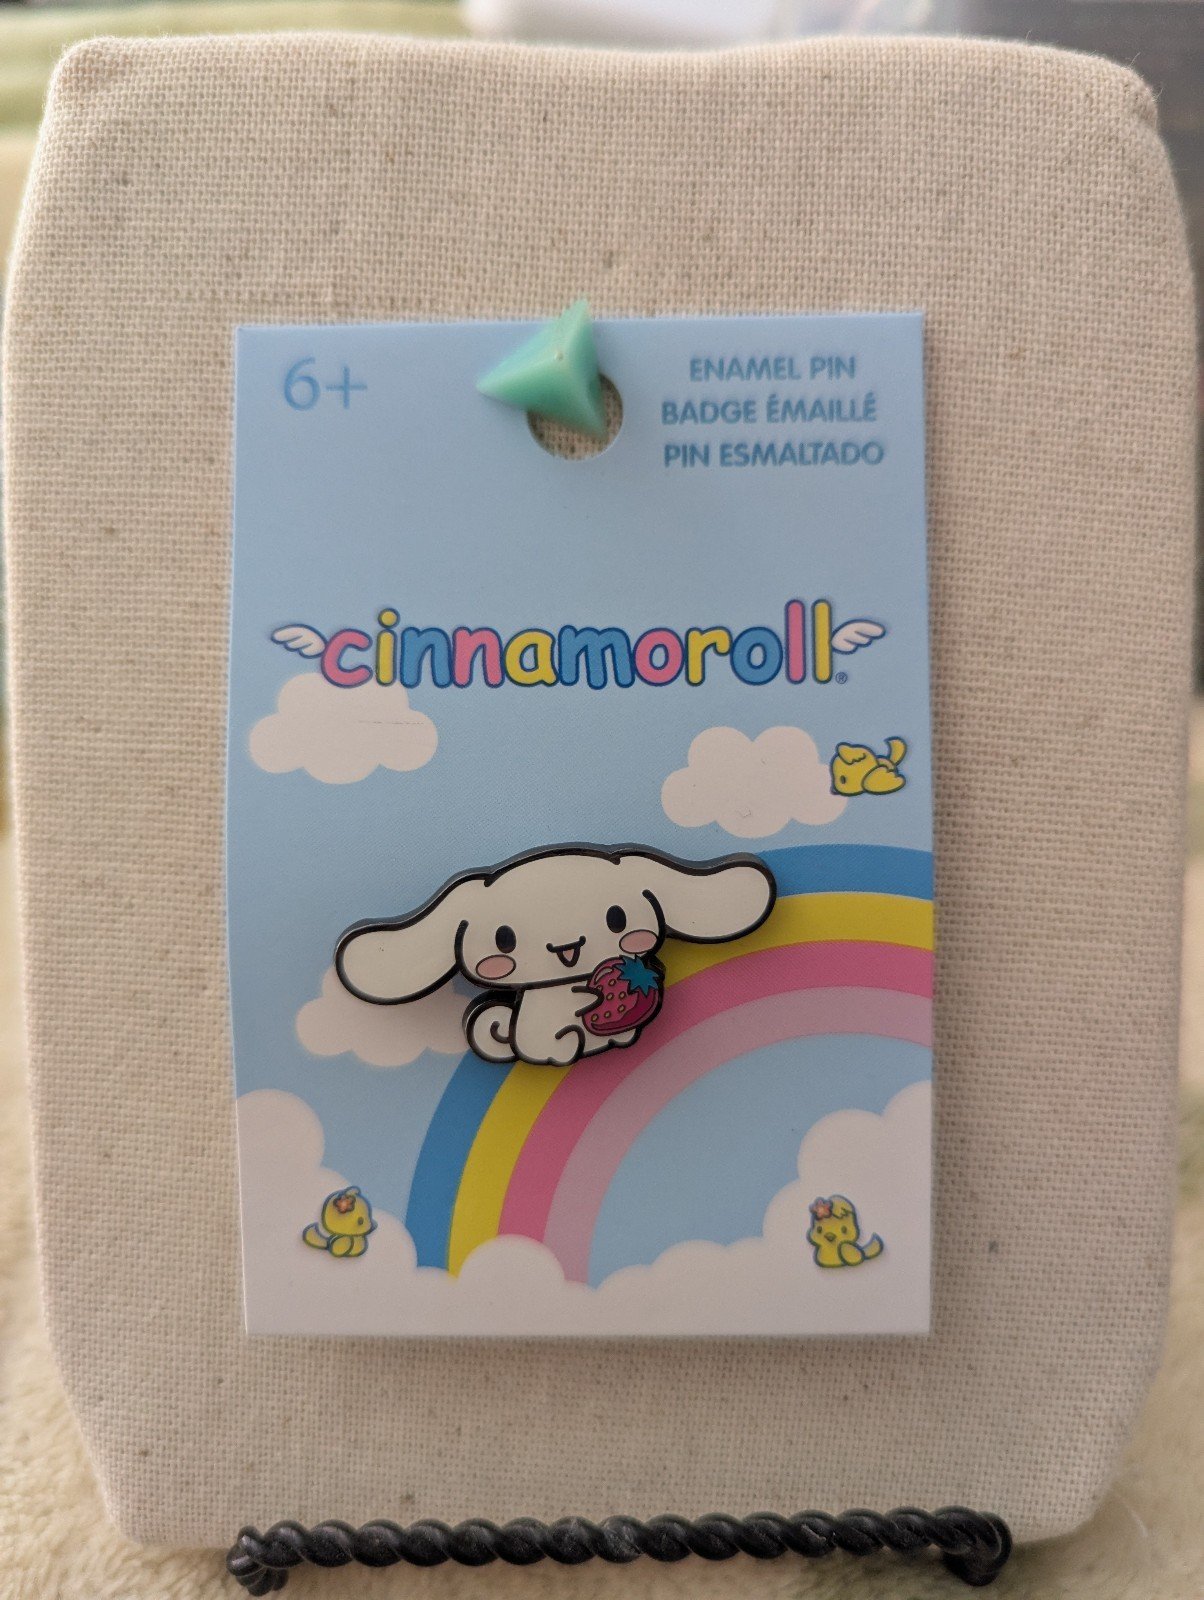 6+
ENAMEL PIN
BADGE ÉMAILLÉ
PIN ESMALTADO
cinnamoroll®